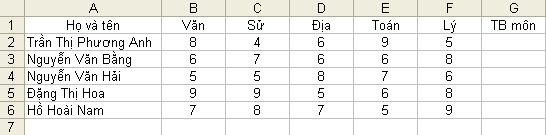 A B C D E F G
1 Họ và tên Văn Sử Địa Toán Lý TB môn
2 Trần Thị Phương Anh 8 4 6 9 5
3 Nguyễn Văn Bằng 6 7 6 6 8
4 Nguyễn Văn Hải 5 5 8 7 6
5 Đặng Thị Hoa 9 9 5 6 8
6 Hồ Hoài Nam 7 8 7 5 9
7